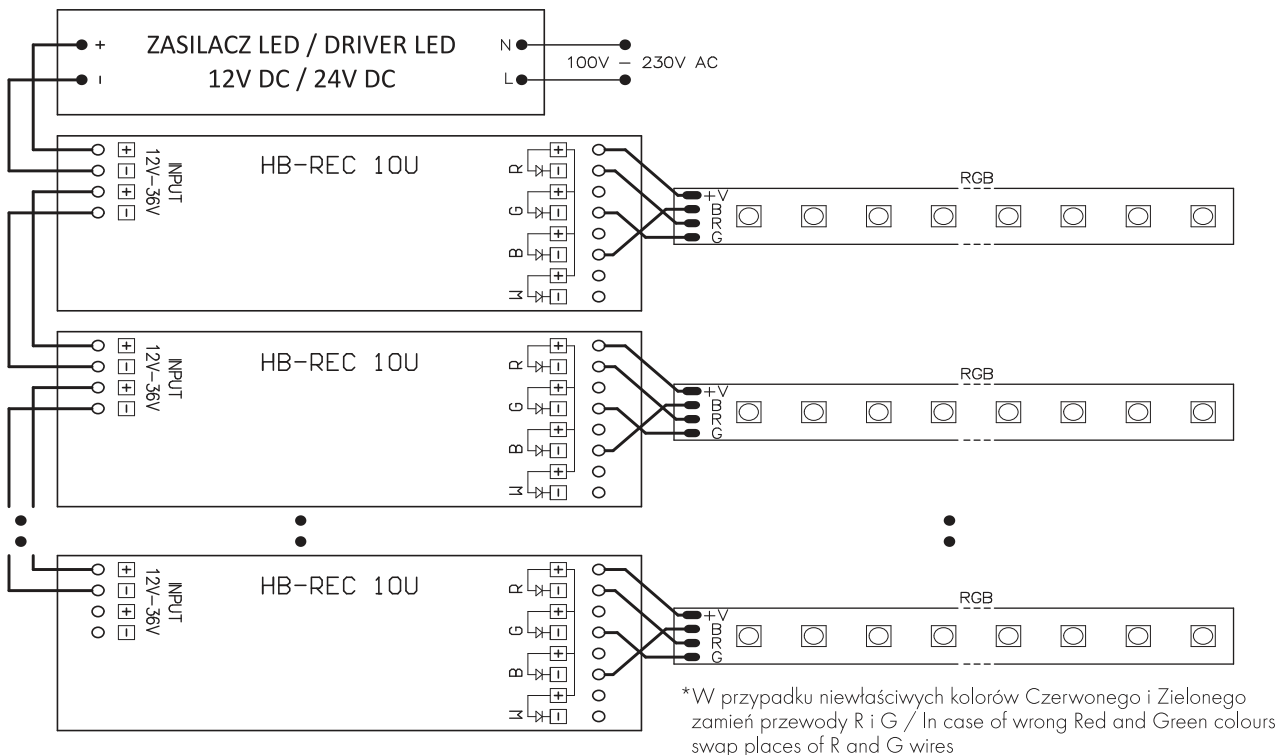 + ZASILACZ LED / DRIVER LED N
100V – 230V AC
- 12V DC / 24V DC L
+ - + -
INPUT
12V-36V
HB-REC 10U
R + -
G + -
B + -
W + -
RGB
+V
B
R
G
+ - + -
INPUT
12V-36V
HB-REC 10U
R + -
G + -
B + -
W + -
RGB
+V
B
R
G
+ - + -
INPUT
12V-36V
HB-REC 10U
R + -
G + -
B + -
W + -
RGB
+V
B
R
G
*W przypadku niewłaściwych kolorów Czerwonego i Zielonego
zamień przewody R i G / In case of wrong Red and Green colours
swap places of R and G wires